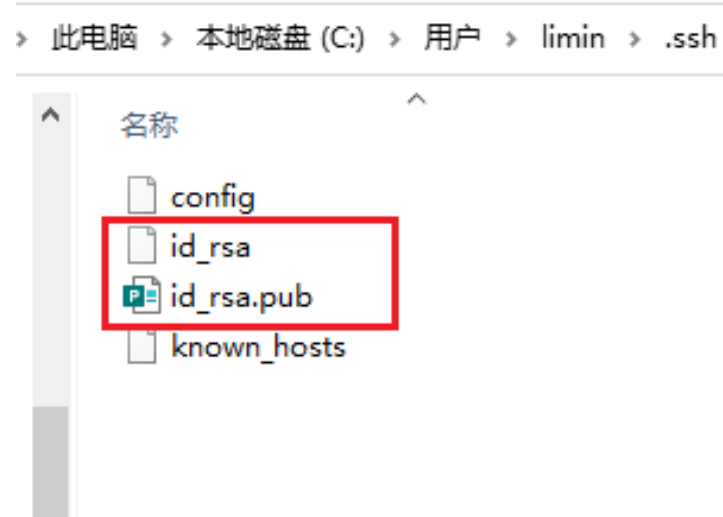 › 此电脑 › 本地磁盘 (C:) › 用户 › limin › .ssh
名称
config
id_rsa
id_rsa.pub
known_hosts